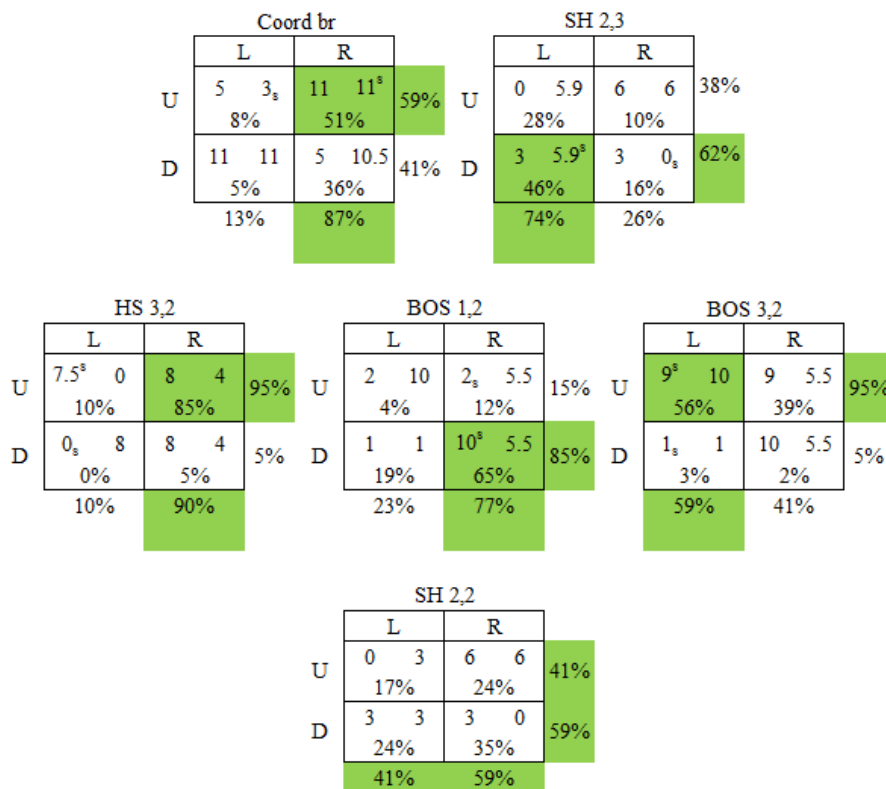 Coord br SH 2,3
L R L R
U 5 3ₛ 11 11ˢ 59% U 0 5.9 6 6 38%
8% 51% 28% 10%
D 11 11 5 10.5 41% D 3 5.9ˢ 3 0ₛ 62%
5% 36% 46% 16%
13% 87% 74% 26%
HS 3,2 BOS 1,2 BOS 3,2
L R L R L R
U 7.5ˢ 0 8 4 95% U 2 10 2ₛ 5.5 15% U 9ˢ 10 9 5.5 95%
10% 85% 4% 12% 56% 39%
D 0ₛ 8 8 4 5% D 1 1 10ˢ 5.5 85% D 1ₛ 1 10 5.5 5%
0% 5% 19% 65% 3% 2%
10% 90% 23% 77% 59% 41%
SH 2,2
L R
U 0 3 6 6 41%
17% 24%
D 3 3 3 0 59%
24% 35%
41% 59%